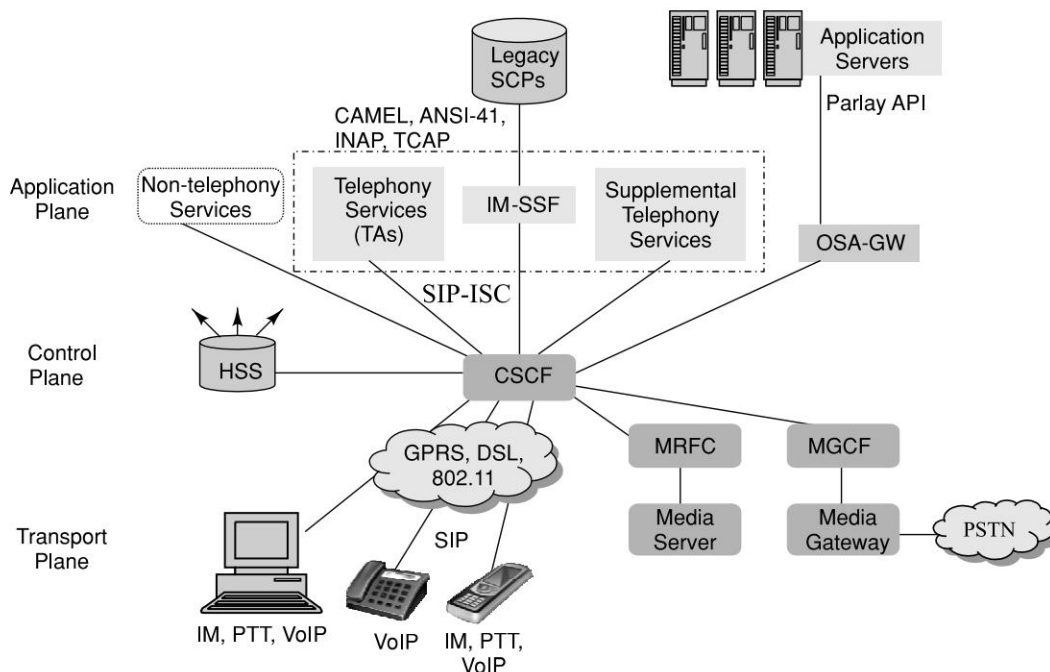 Legacy
SCPs
Application
Servers
Parlay API
CAMEL, ANSI-41,
INAP, TCAP
Application
Plane
Non-telephony
Services
Telephony
Services
(TAs)
IM-SSF
Supplemental
Telephony
Services
OSA-GW
SIP-ISC
Control
Plane
HSS
CSCF
GPRS, DSL,
802.11
MRFC
MGCF
Transport
Plane
SIP
Media
Server
Media
Gateway
PSTN
IM, PTT, VoIP
VoIP
IM, PTT,
VoIP